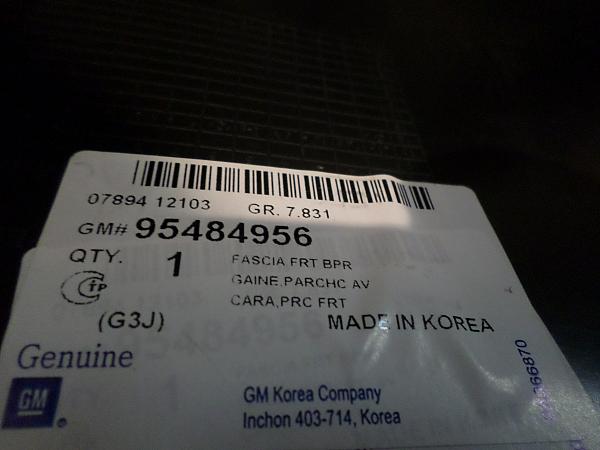 07894 12103 GR. 7.831
GM# 95484956
QTY. 1 FASCIA,FRT BPR
GAINE,PARCHC AV
CARA,PRC FRT
(G3J) MADE IN KOREA
Genuine
GM
GM Korea Company
Inchon 403-714, Korea